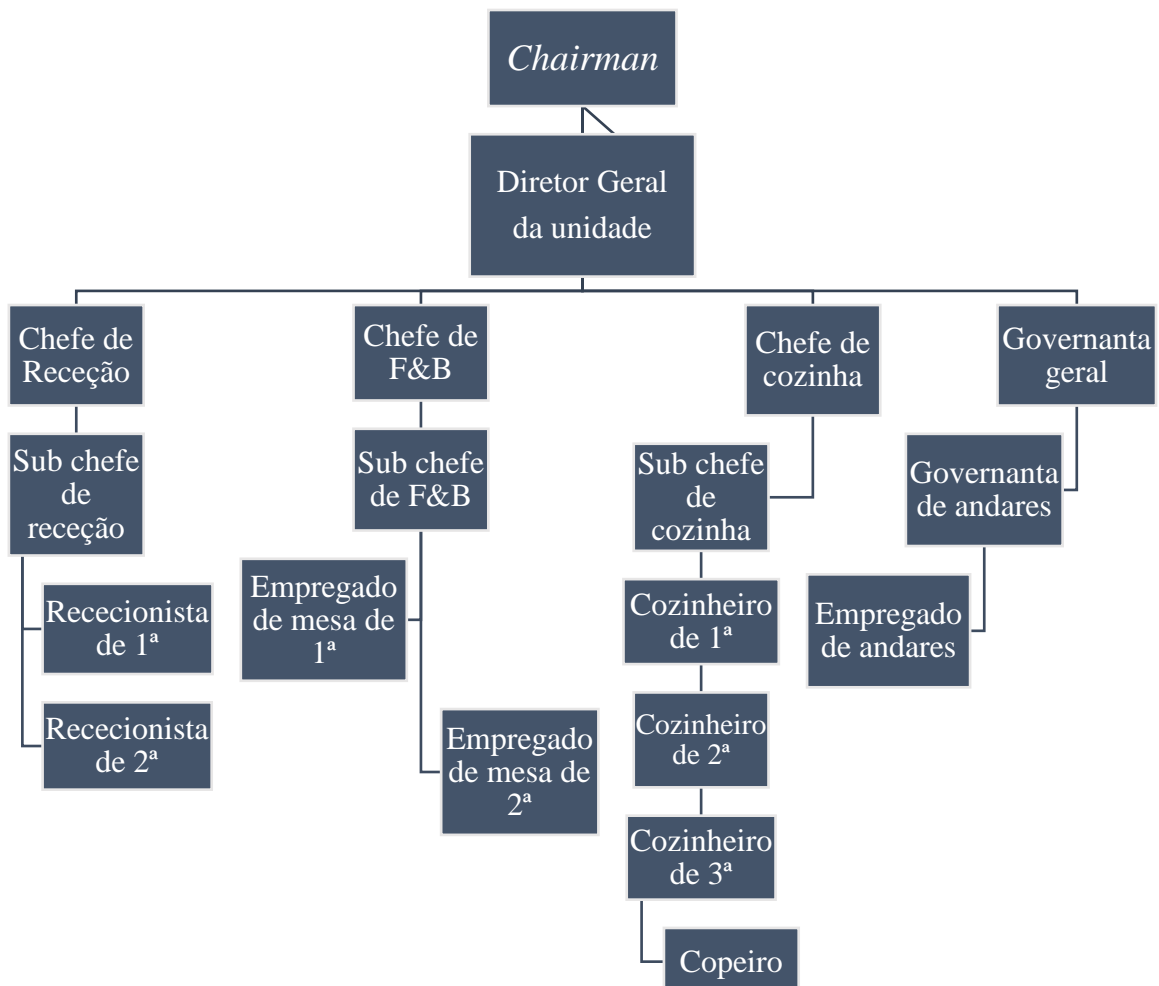 Chairman
Diretor Geral
da unidade
Chefe de
Receção
Chefe de
F&B
Chefe de
cozinha
Governanta
geral
Sub chefe
de
receção
Sub chefe
de F&B
Sub chefe
de
cozinha
Governanta
de andares
Rececionista
de 1ª
Empregado
de mesa de
1ª
Cozinheiro
de 1ª
Empregado
de andares
Rececionista
de 2ª
Empregado
de mesa de
2ª
Cozinheiro
de 2ª
Cozinheiro
de 3ª
Copeiro